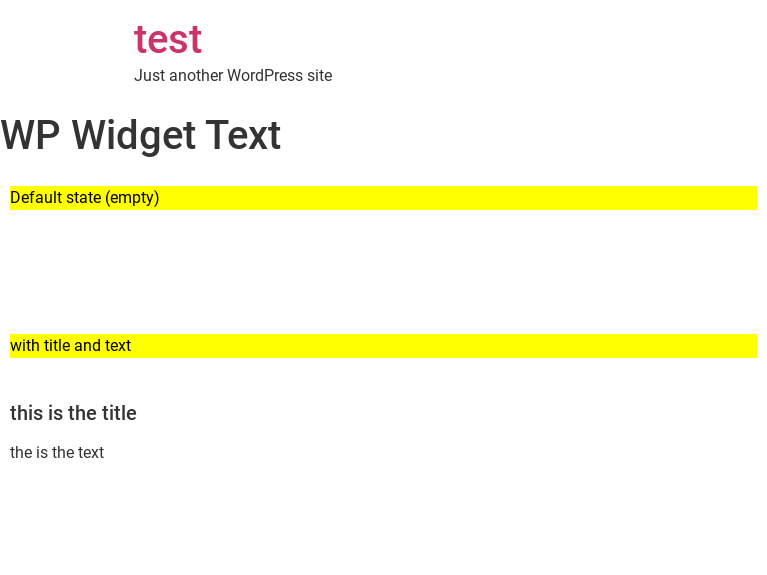 test
Just another WordPress site
WP Widget Text
Default state (empty)
with title and text
this is the title
the is the text